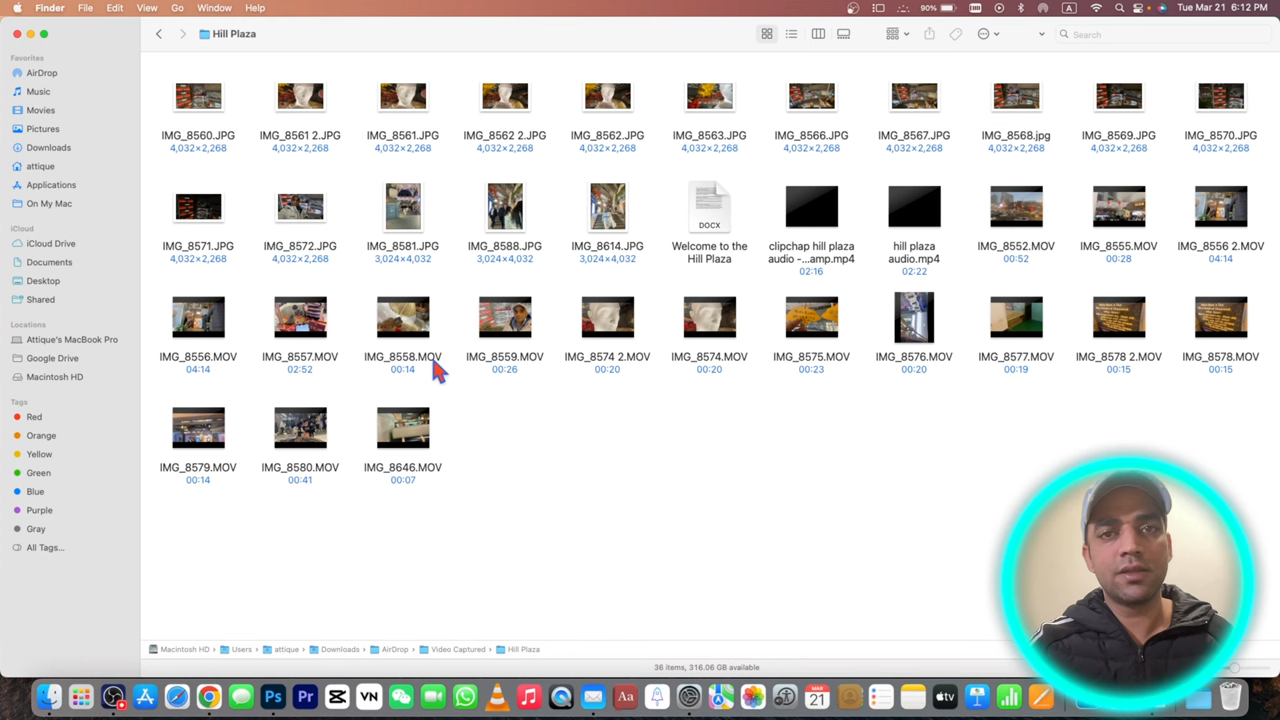 Finder File Edit View Go Window Help
90% A Tue Mar 21 6:12 PM
Hill Plaza
Search
Favorites
AirDrop
Music
Movies
Pictures
Downloads
attique
Applications
On My Mac
iCloud
iCloud Drive
Documents
Desktop
Shared
Locations
Attique's MacBook Pro
Google Drive
Macintosh HD
Tags
Red
Orange
Yellow
Green
Blue
Purple
Gray
All Tags...
IMG_8560.JPG IMG_8561 2.JPG IMG_8561.JPG IMG_8562 2.JPG IMG_8562.JPG IMG_8563.JPG IMG_8566.JPG IMG_8567.JPG IMG_8568.jpg IMG_8569.JPG IMG_8570.JPG
4,032×2,268 4,032×2,268 4,032×2,268 4,032×2,268 4,032×2,268 4,032×2,268 4,032×2,268 4,032×2,268 4,032×2,268 4,032×2,268 4,032×2,268
DOCX
IMG_8571.JPG IMG_8572.JPG IMG_8581.JPG IMG_8588.JPG IMG_8614.JPG Welcome to the clipchap hill plaza hill plaza IMG_8552.MOV IMG_8555.MOV IMG_8556 2.MOV
4,032×2,268 4,032×2,268 3,024×4,032 3,024×4,032 3,024×4,032 Hill Plaza audio -...amp.mp4 audio.mp4 00:52 00:28 04:14
02:16 02:22
IMG_8556.MOV IMG_8557.MOV IMG_8558.MOV IMG_8559.MOV IMG_8574 2.MOV IMG_8574.MOV IMG_8575.MOV IMG_8576.MOV IMG_8577.MOV IMG_8578 2.MOV IMG_8578.MOV
04:14 02:52 00:14 00:26 00:20 00:20 00:23 00:20 00:19 00:15 00:15
IMG_8579.MOV IMG_8580.MOV IMG_8646.MOV
00:14 00:41 00:07
Macintosh HD › Users › attique › Downloads › AirDrop › Video Captured › Hill Plaza
36 items, 316.06 GB available
Ps Pr VN Aa MAR 21 tv